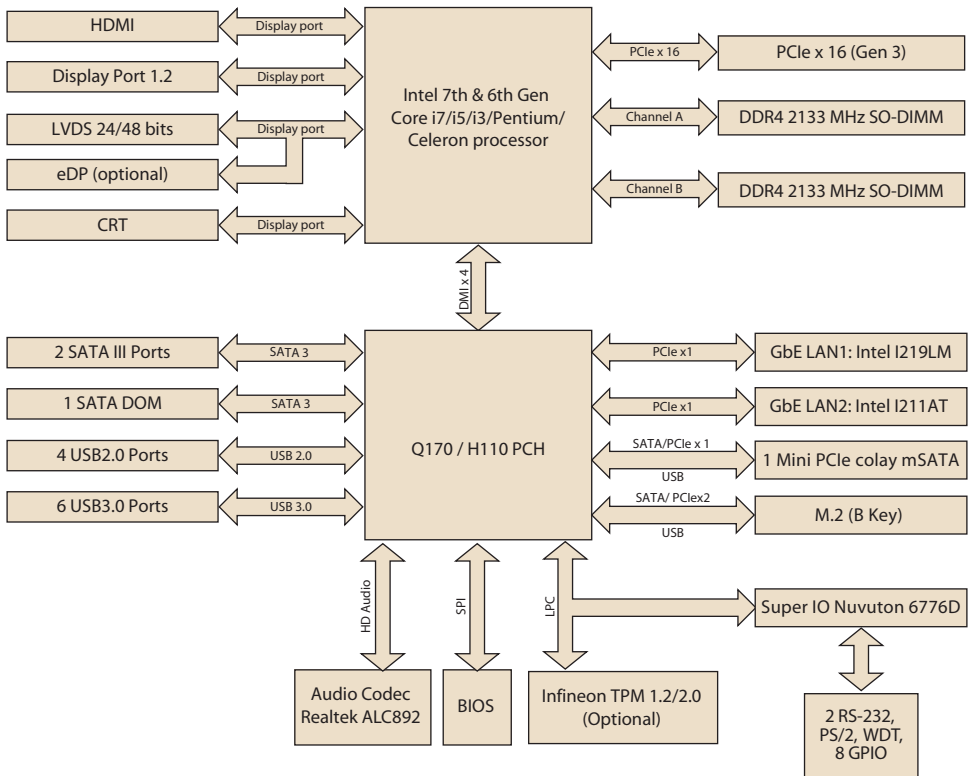 HDMI
Display port
Display Port 1.2
Display port
LVDS 24/48 bits
Display port
eDP (optional)
CRT
Display port
Intel 7th & 6th Gen
Core i7/i5/i3/Pentium/
Celeron processor
PCIe x 16
PCIe x 16 (Gen 3)
Channel A
DDR4 2133 MHz SO-DIMM
Channel B
DDR4 2133 MHz SO-DIMM
DMI x 4
2 SATA III Ports
SATA 3
1 SATA DOM
SATA 3
4 USB2.0 Ports
USB 2.0
6 USB3.0 Ports
USB 3.0
Q170 / H110 PCH
PCIe x1
GbE LAN1: Intel I219LM
PCIe x1
GbE LAN2: Intel I211AT
SATA/PCIe x 1
USB
1 Mini PCIe colay mSATA
SATA/ PCIex2
USB
M.2 (B Key)
HD Audio
SPI
LPC
Super IO Nuvuton 6776D
Audio Codec
Realtek ALC892
BIOS
Infineon TPM 1.2/2.0
(Optional)
2 RS-232,
PS/2, WDT,
8 GPIO